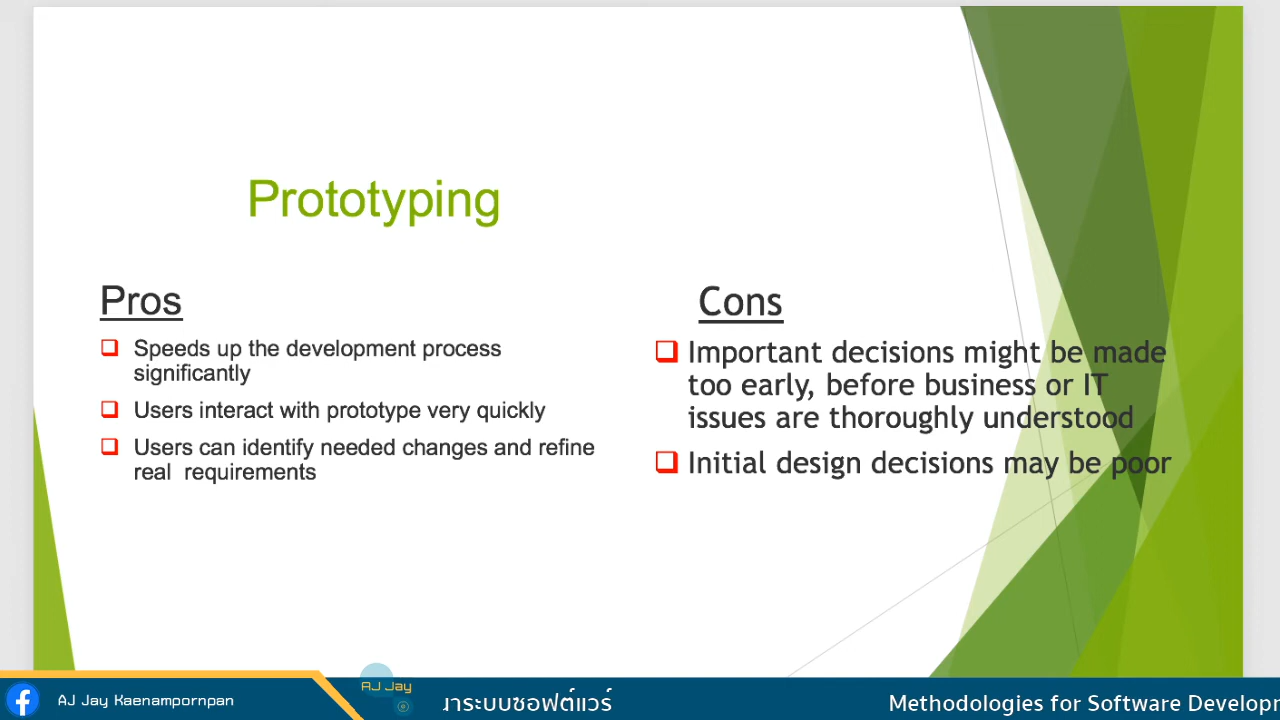 Prototyping
Pros
Speeds up the development process
significantly
Users interact with prototype very quickly
Users can identify needed changes and refine
real requirements
Cons
Important decisions might be made
too early, before business or IT
issues are thoroughly understood
Initial design decisions may be poor
AJ Jay Kaenampornpan
AJ Jay
นาระบบซอฟต์แวร์
Methodologies for Software Developm